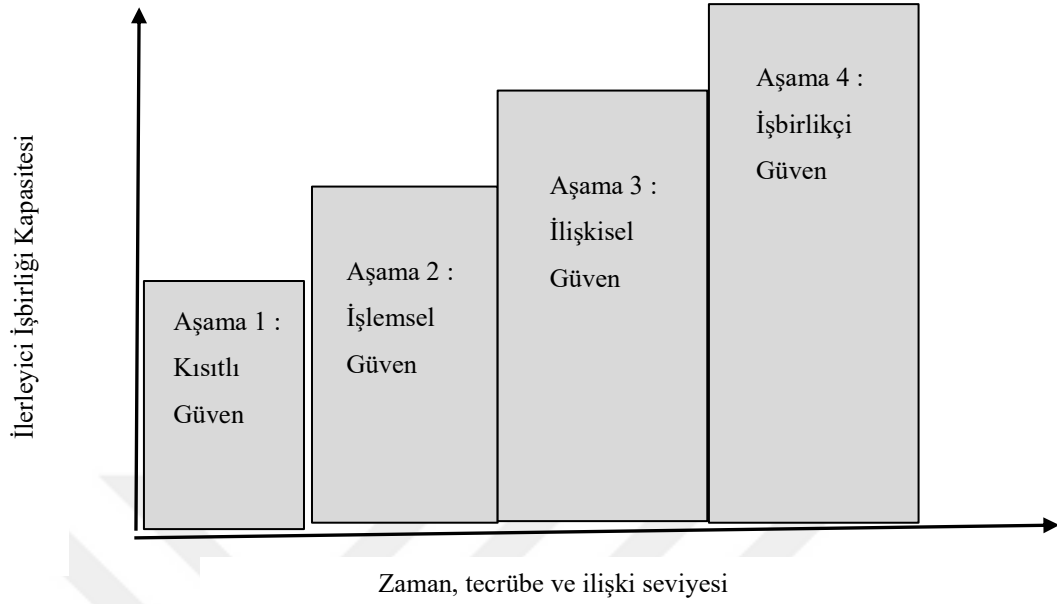 İlerleyici İşbirliği Kapasitesi
Aşama 1 :
Kısıtlı
Güven
Aşama 2 :
İşlemsel
Güven
Aşama 3 :
İlişkisel
Güven
Aşama 4 :
İşbirlikçi
Güven
Zaman, tecrübe ve ilişki seviyesi